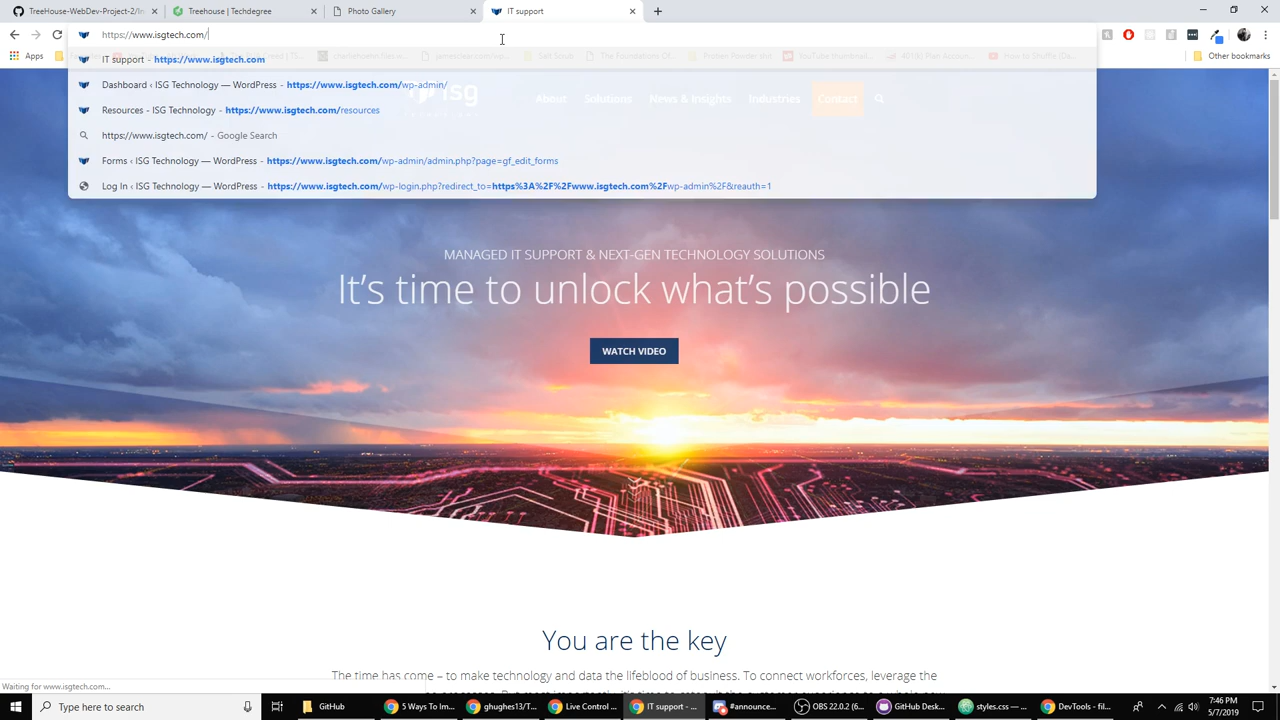 TreeHouse-WebDev-Project-2/In
Treehouse | Techdegree
Photo Gallery
IT support
https://www.isgtech.com/
IT support - https://www.isgtech.com
Dashboard ‹ ISG Technology — WordPress - https://www.isgtech.com/wp-admin/
Resources – ISG Technology - https://www.isgtech.com/resources
https://www.isgtech.com/ - Google Search
Forms ‹ ISG Technology — WordPress - https://www.isgtech.com/wp-admin/admin.php?page=gf_edit_forms
Log In ‹ ISG Technology — WordPress - https://www.isgtech.com/wp-login.php?redirect_to=https%3A%2F%2Fwww.isgtech.com%2Fwp-admin%2F&reauth=1
Apps
Other bookmarks
isg
About
Solutions
News & Insights
Industries
Contact
MANAGED IT SUPPORT & NEXT-GEN TECHNOLOGY SOLUTIONS
It's time to unlock what's possible
WATCH VIDEO
You are the key
The time has come – to make technology and data the lifeblood of business. To connect workforces, leverage the
Waiting for www.isgtech.com...
Type here to search
GitHub
5 Ways To Im...
ghughes13/T...
Live Control ...
IT support - ...
#announce...
OBS 22.0.2 (6...
GitHub Desk...
styles.css — ...
DevTools - fil...
7:46 PM
5/7/2019